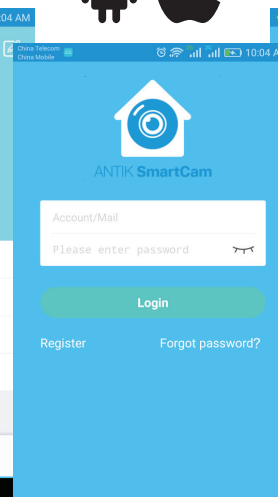 04 AM
China Telecom
China Mobile
10:04 A
ANTIK SmartCam
Account/Mail
Please enter password
Login
Register Forgot password?